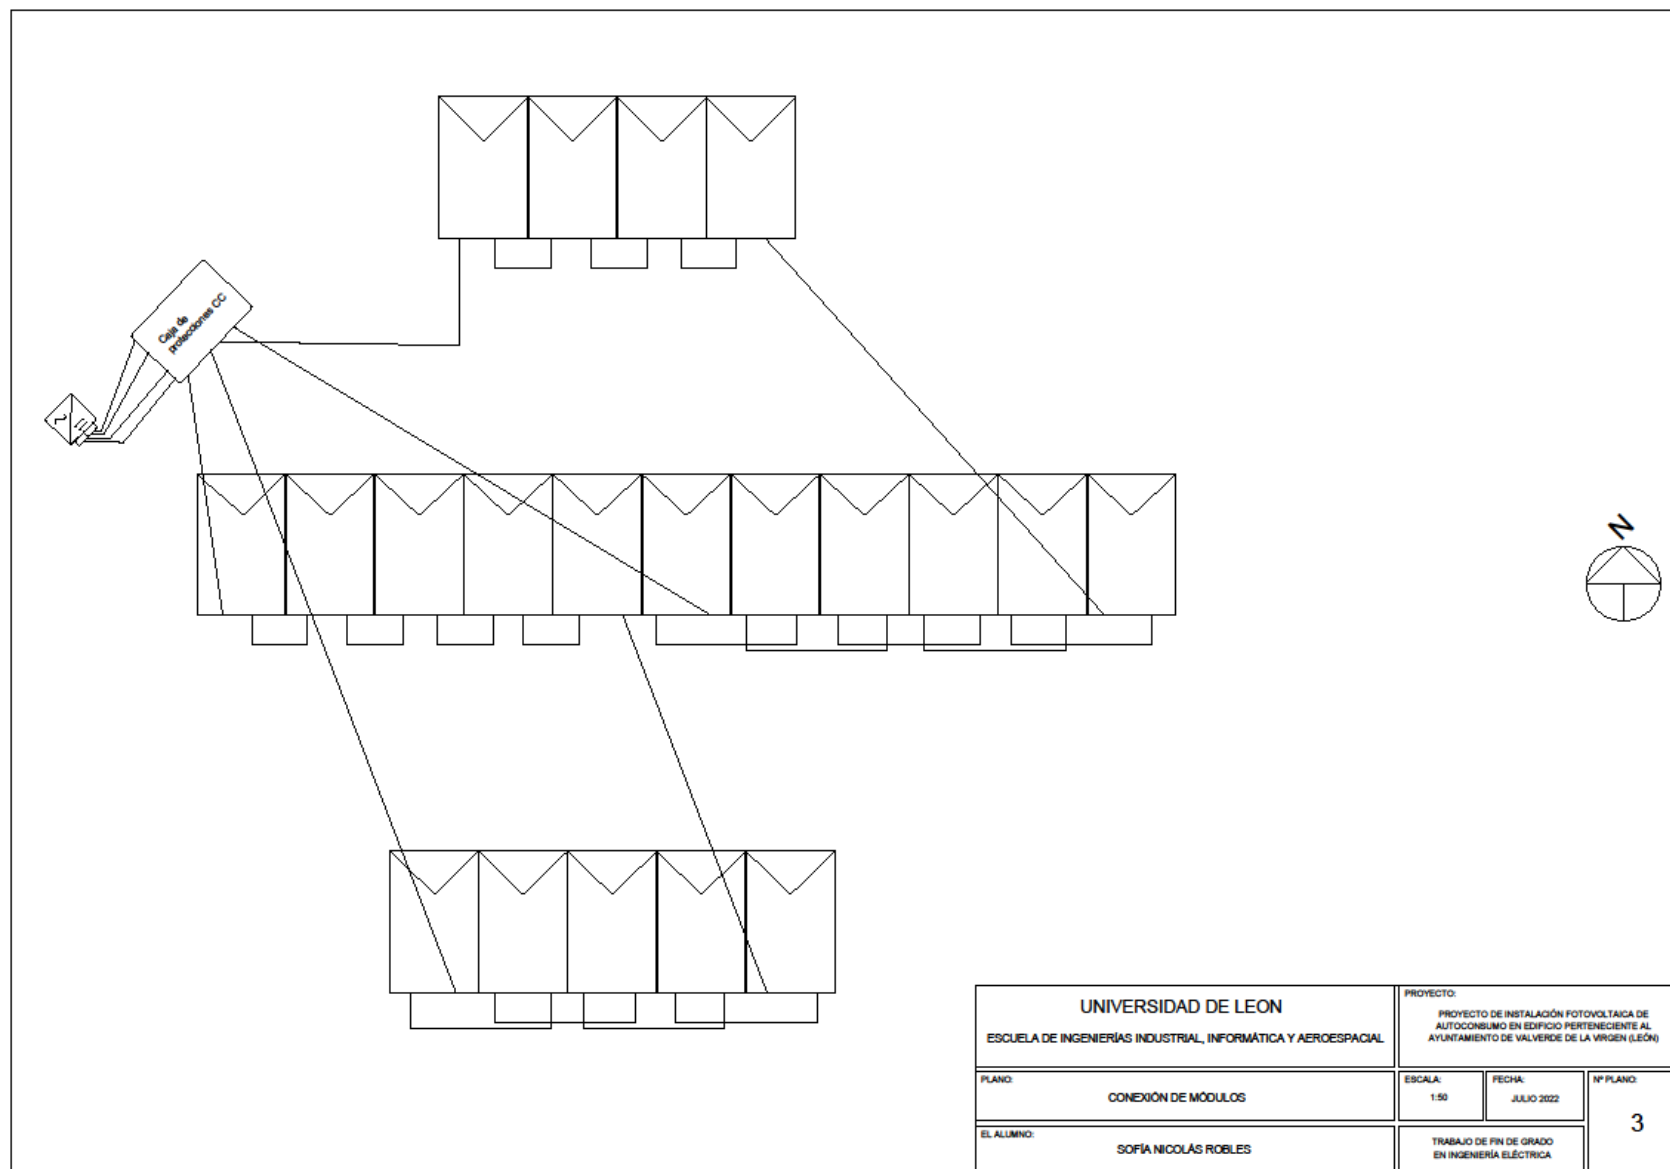 Caja de
protecciones CC
N
UNIVERSIDAD DE LEON
ESCUELA DE INGENIERÍAS INDUSTRIAL, INFORMÁTICA Y AEROESPACIAL
PROYECTO:
PROYECTO DE INSTALACIÓN FOTOVOLTAICA DE
AUTOCONSUMO EN EDIFICIO PERTENECIENTE AL
AYUNTAMIENTO DE VALVERDE DE LA VIRGEN (LEÓN)
PLANO:
CONEXIÓN DE MÓDULOS
ESCALA:
1:50
FECHA:
JULIO 2022
Nº PLANO:
3
EL ALUMNO:
SOFÍA NICOLÁS ROBLES
TRABAJO DE FIN DE GRADO
EN INGENIERÍA ELÉCTRICA